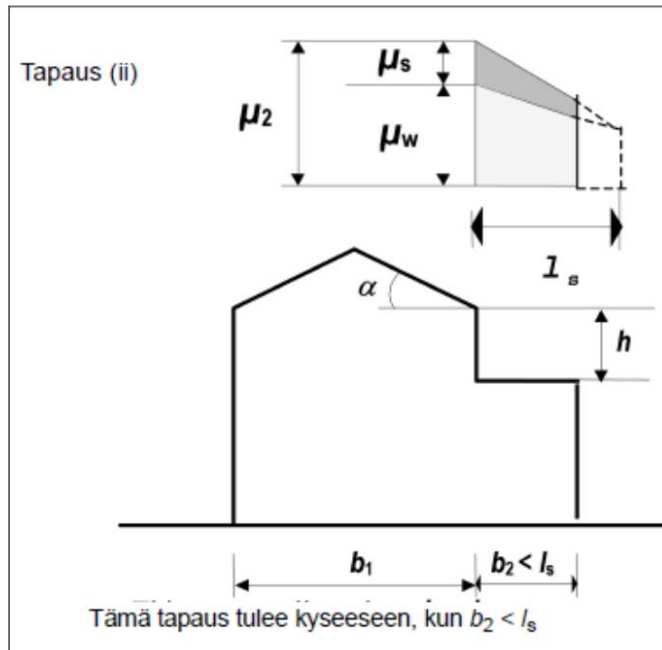 Tapaus (ii)
μs
μ2
μw
ls
α
h
b1
b2 < ls
Tämä tapaus tulee kyseeseen, kun b2 < ls